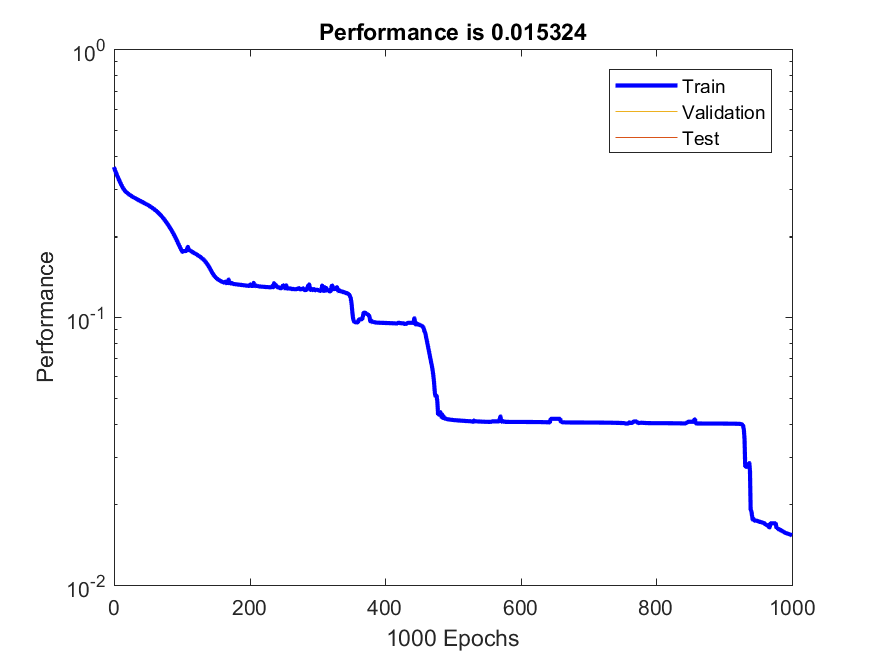 Performance is 0.015324
Train
Validation
Test
10^0
10^-1
10^-2
Performance
0 200 400 600 800 1000
1000 Epochs